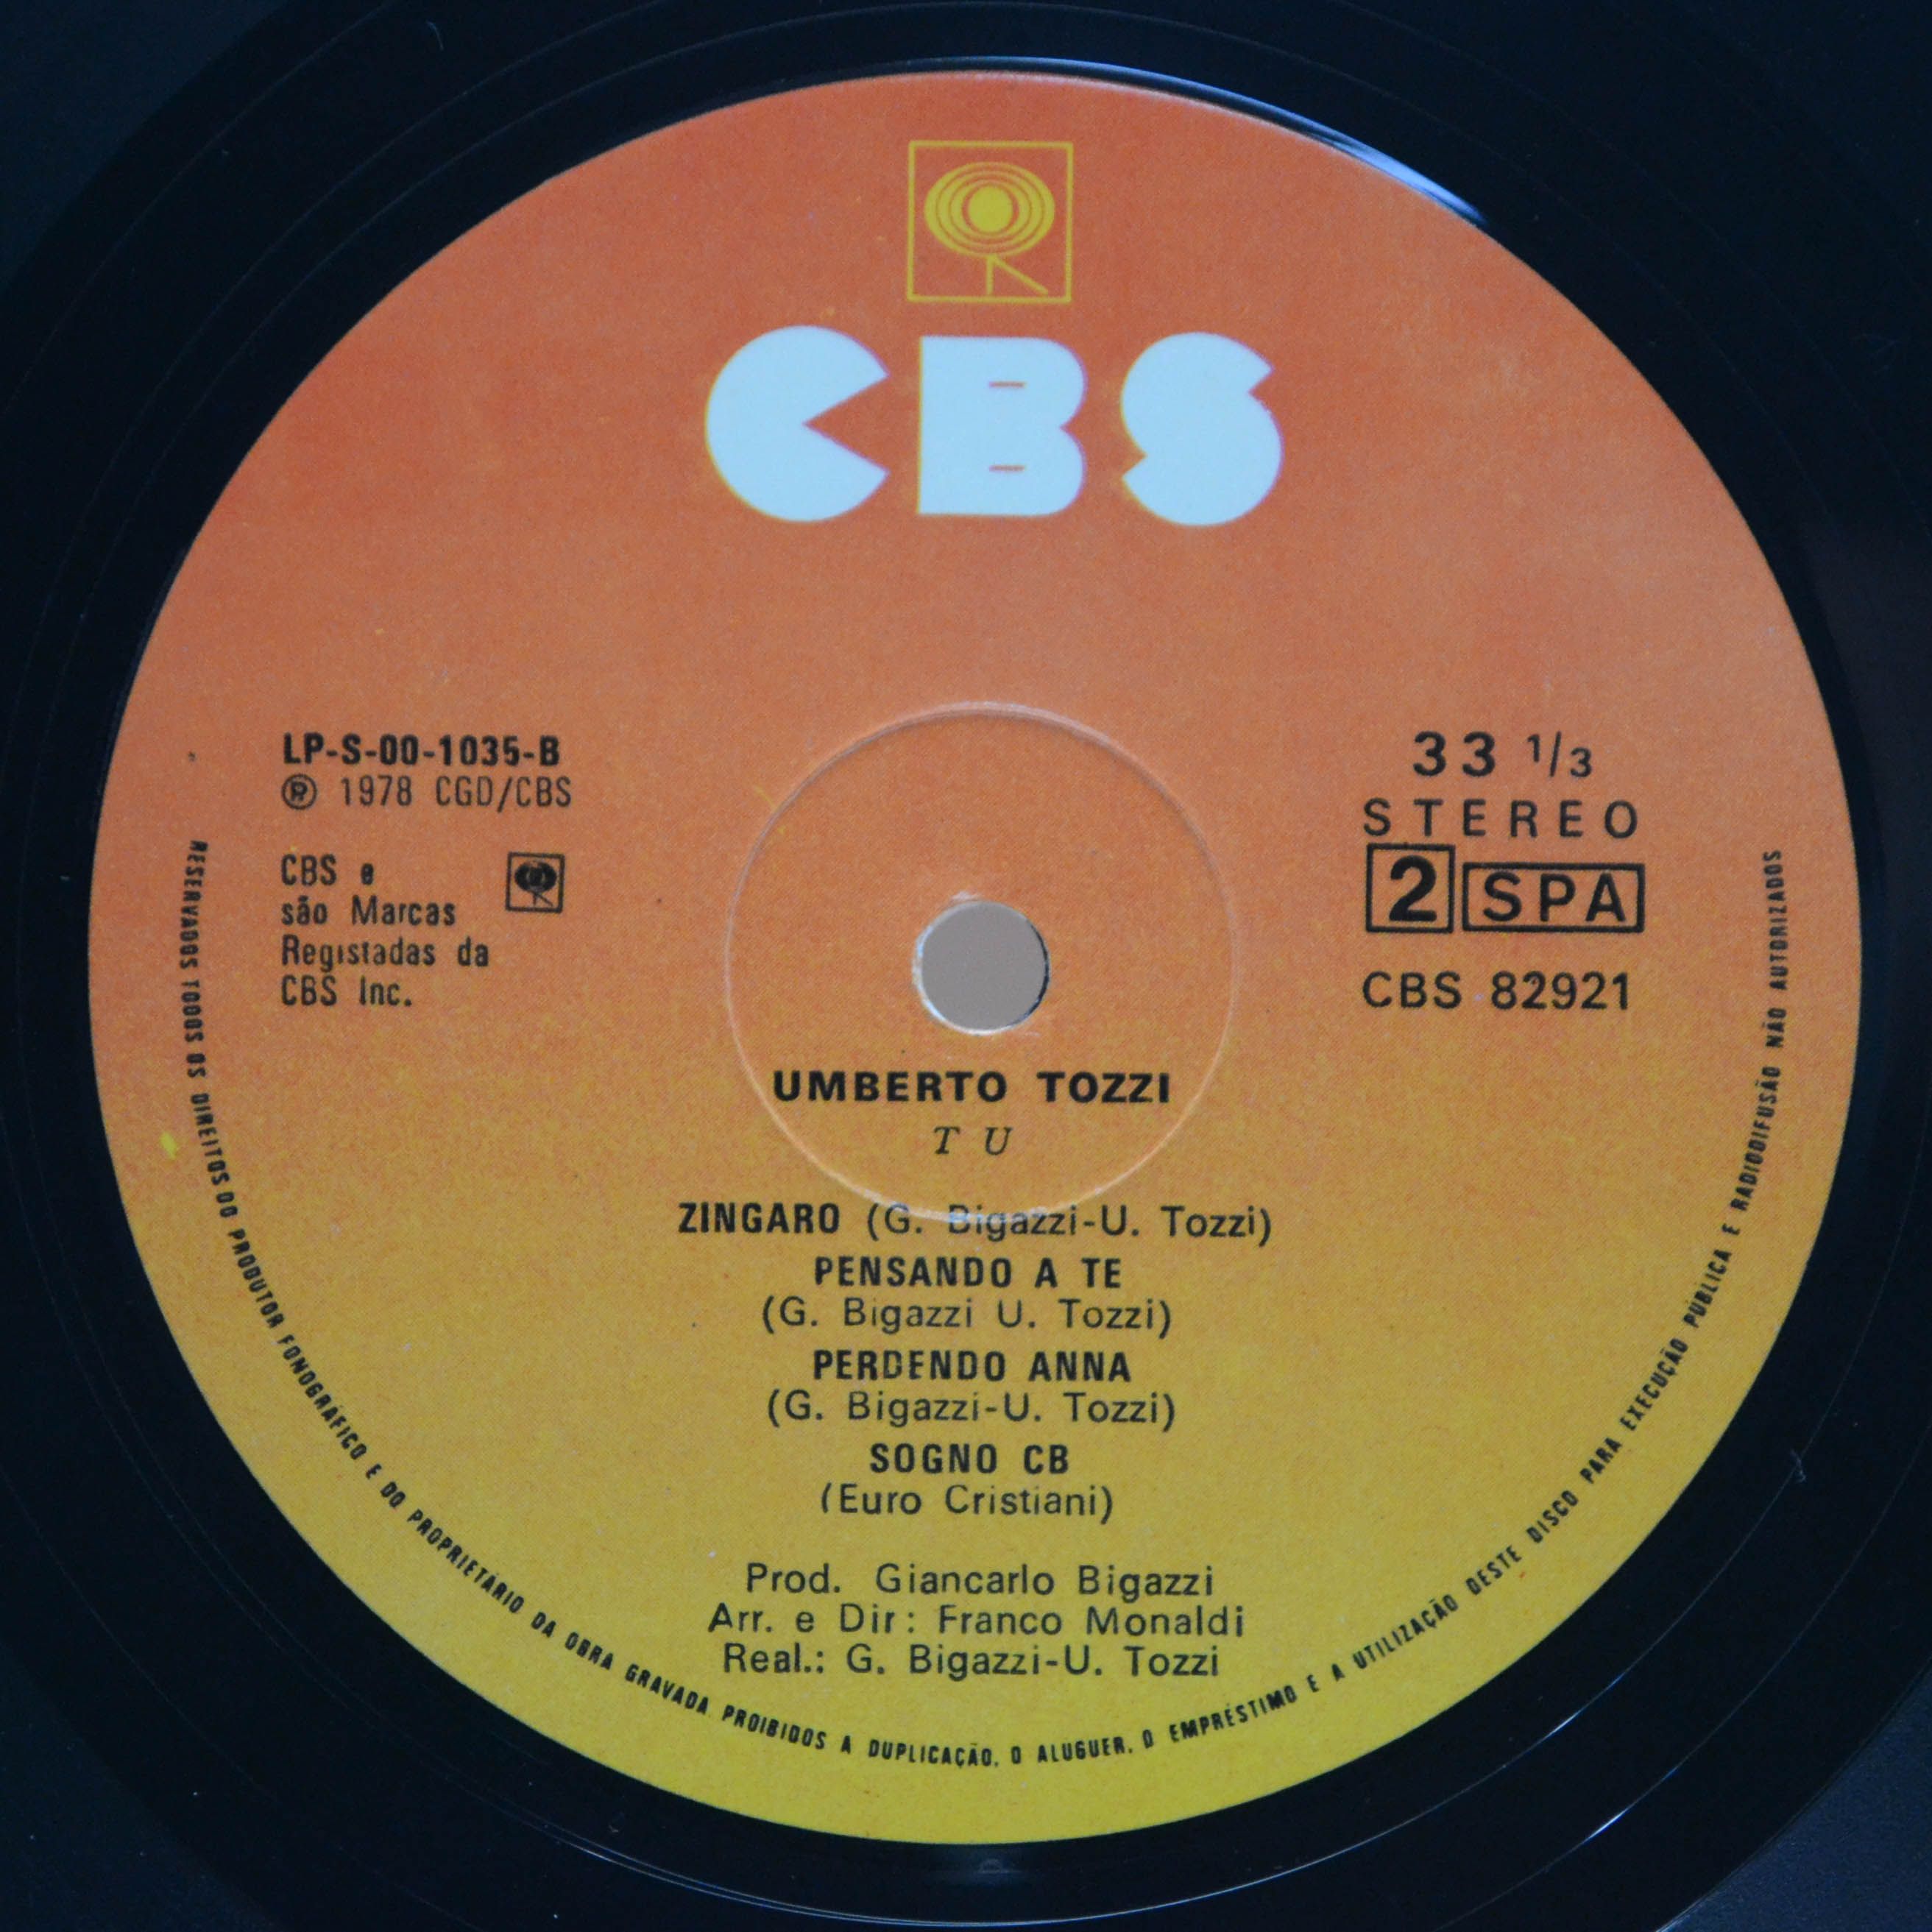 CBS
LP-S-00-1035-B
Ⓟ 1978 CGD/CBS
CBS e
são Marcas
Registadas da
CBS Inc.
33 1/3
STEREO
2 SPA
CBS 82921
UMBERTO TOZZI
TU
ZINGARO (G. Bigazzi-U. Tozzi)
PENSANDO A TE
(G. Bigazzi U. Tozzi)
PERDENDO ANNA
(G. Bigazzi-U. Tozzi)
SOGNO CB
(Euro Cristiani)
Prod. Giancarlo Bigazzi
Arr. e Dir: Franco Monaldi
Real.: G. Bigazzi-U. Tozzi
RESERVADOS TODOS OS DIREITOS DO PRODUTOR FONOGRÁFICO E DO PROPRIETÁRIO DA OBRA GRAVADA PROIBIDOS A DUPLICAÇÃO, O ALUGUER, O EMPRÉSTIMO E A UTILIZAÇÃO DESTE DISCO PARA EXECUÇÃO PÚBLICA E RADIODIFUSÃO NÃO AUTORIZADOS